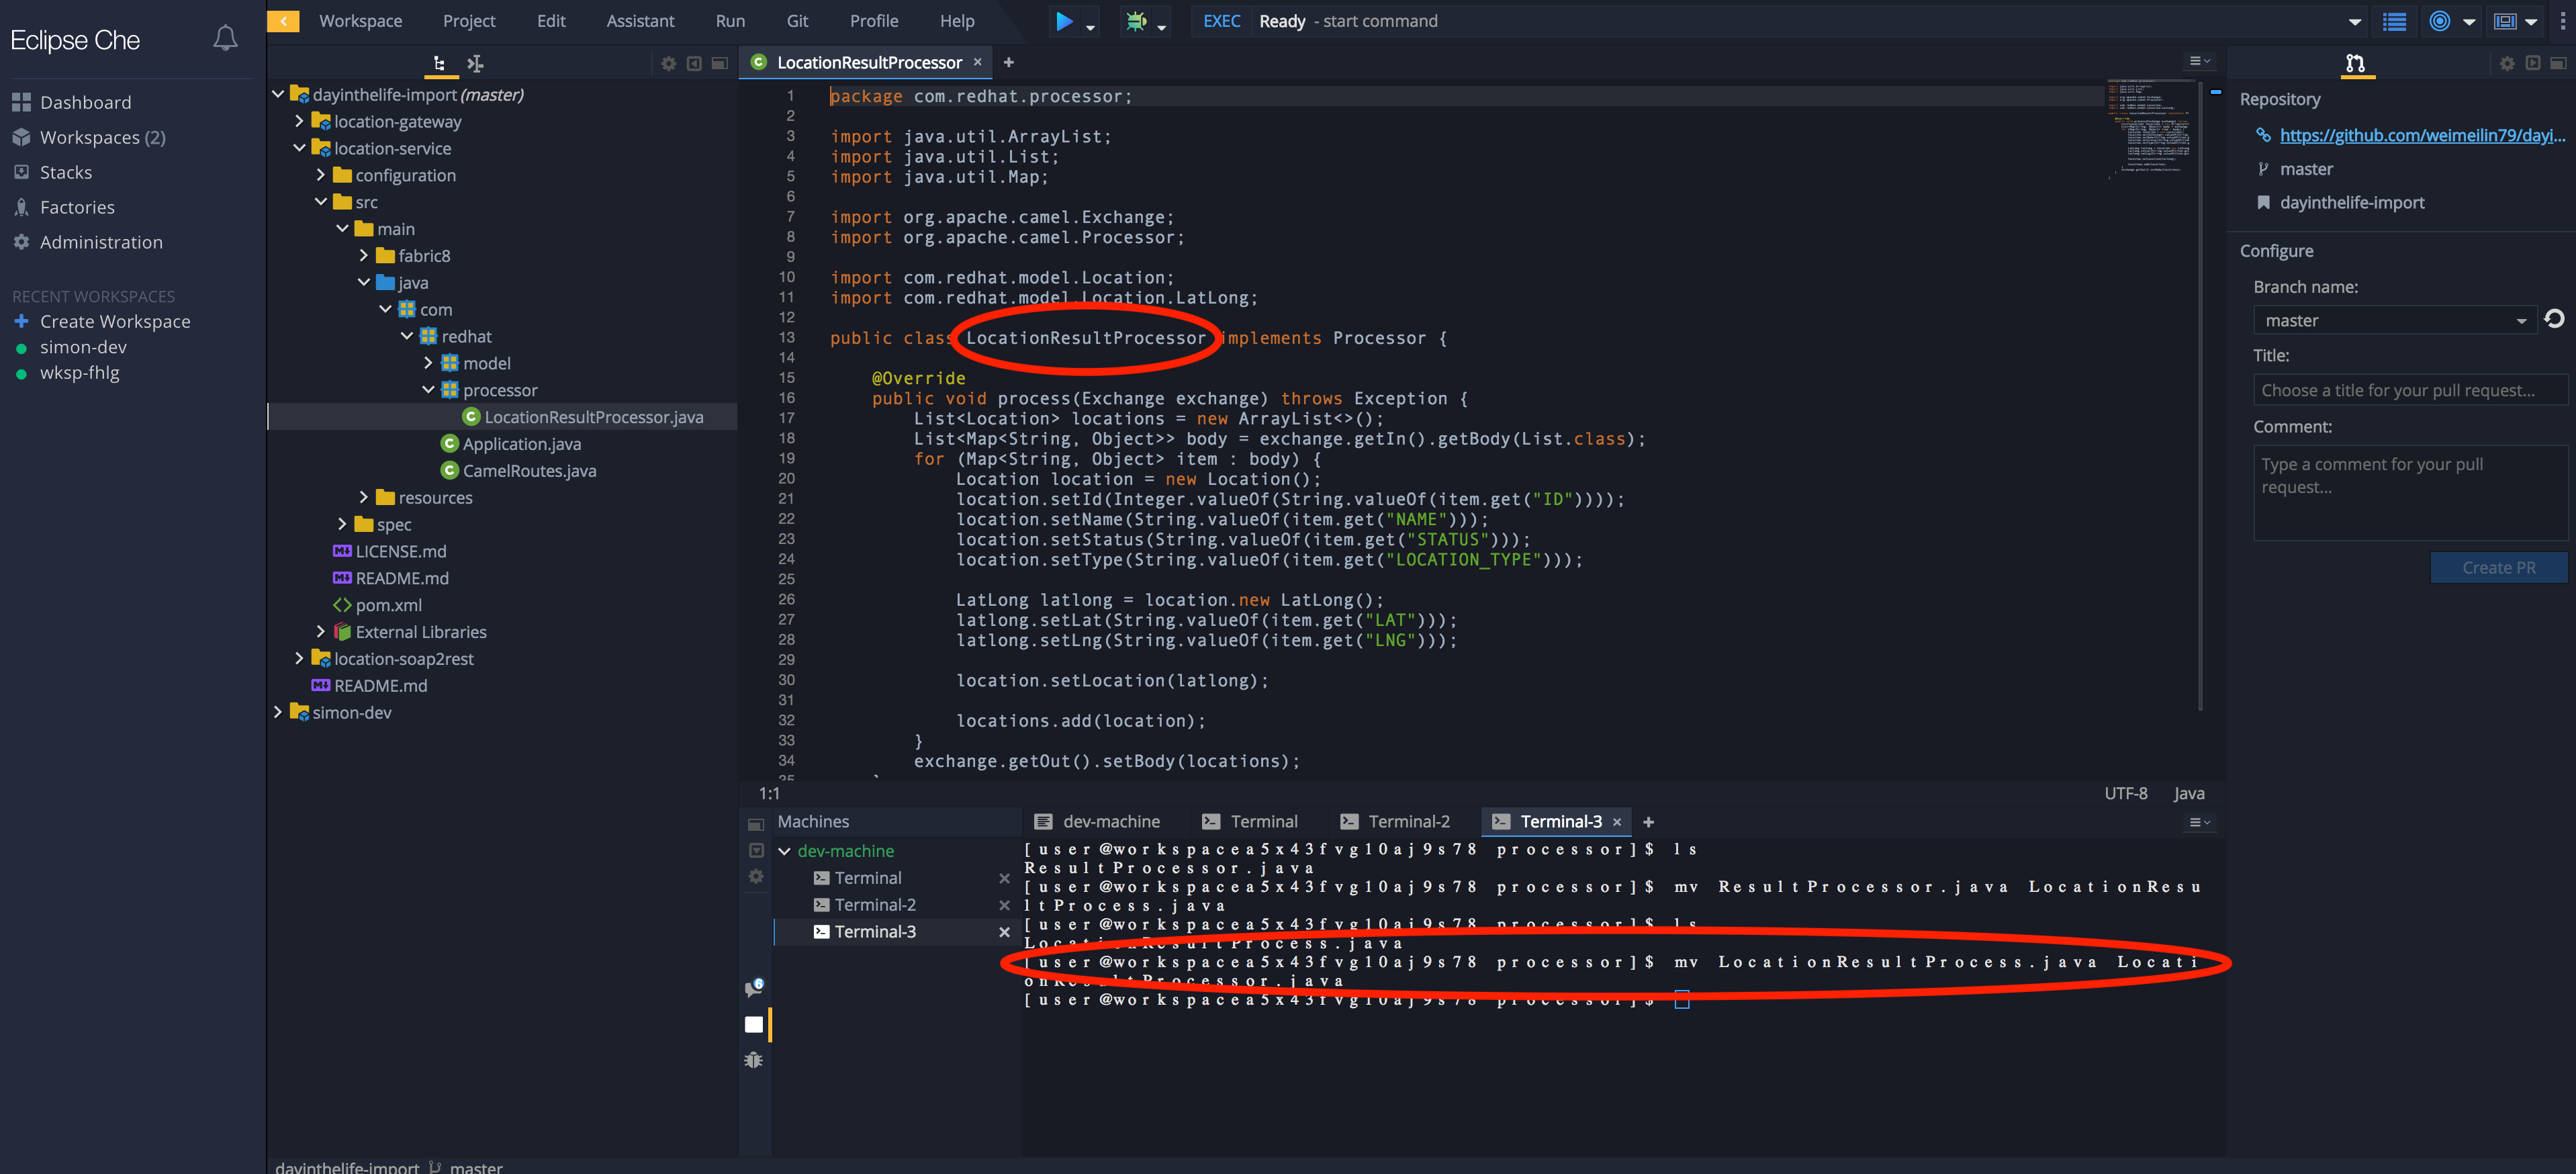 Eclipse Che
Dashboard
Workspaces (2)
Stacks
Factories
Administration
RECENT WORKSPACES
Create Workspace
simon-dev
wksp-fhlg
Workspace Project Edit Assistant Run Git Profile Help
EXEC Ready - start command
dayinthelife-import (master)
location-gateway
location-service
configuration
src
main
fabric8
java
com
redhat
model
processor
LocationResultProcessor.java
Application.java
CamelRoutes.java
resources
spec
LICENSE.md
README.md
pom.xml
External Libraries
location-soap2rest
README.md
simon-dev
LocationResultProcessor
1 package com.redhat.processor;
2
3 import java.util.ArrayList;
4 import java.util.List;
5 import java.util.Map;
6
7 import org.apache.camel.Exchange;
8 import org.apache.camel.Processor;
9
10 import com.redhat.model.Location;
11 import com.redhat.model.Location.LatLong;
12
13 public class LocationResultProcessor implements Processor {
14
15 @Override
16 public void process(Exchange exchange) throws Exception {
17 List<Location> locations = new ArrayList<>();
18 List<Map<String, Object>> body = exchange.getIn().getBody(List.class);
19 for (Map<String, Object> item : body) {
20 Location location = new Location();
21 location.setId(Integer.valueOf(String.valueOf(item.get("ID"))));
22 location.setName(String.valueOf(item.get("NAME")));
23 location.setStatus(String.valueOf(item.get("STATUS")));
24 location.setType(String.valueOf(item.get("LOCATION_TYPE")));
25
26 LatLong latlong = location.new LatLong();
27 latlong.setLat(String.valueOf(item.get("LAT")));
28 latlong.setLng(String.valueOf(item.get("LNG")));
29
30 location.setLocation(latlong);
31
32 locations.add(location);
33 }
34 exchange.getOut().setBody(locations);
35
1:1
UTF-8 Java
Machines
dev-machine
Terminal
Terminal-2
Terminal-3
dev-machine Terminal Terminal-2 Terminal-3
[user@workspacea5x43fvg10aj9s78 processor]$ ls
ResultProcessor.java
[user@workspacea5x43fvg10aj9s78 processor]$ mv ResultProcessor.java LocationResu
ltProcess.java
[user@workspacea5x43fvg10aj9s78 processor]$ ls
LocationResultProcess.java
[user@workspacea5x43fvg10aj9s78 processor]$ mv LocationResultProcess.java Locati
onResultProcessor.java
[user@workspacea5x43fvg10aj9s78 processor]$
6
Repository
https://github.com/weimeilin79/dayi...
master
dayinthelife-import
Configure
Branch name:
master
Title:
Choose a title for your pull request...
Comment:
Type a comment for your pull
request...
Create PR
dayinthelife-import master